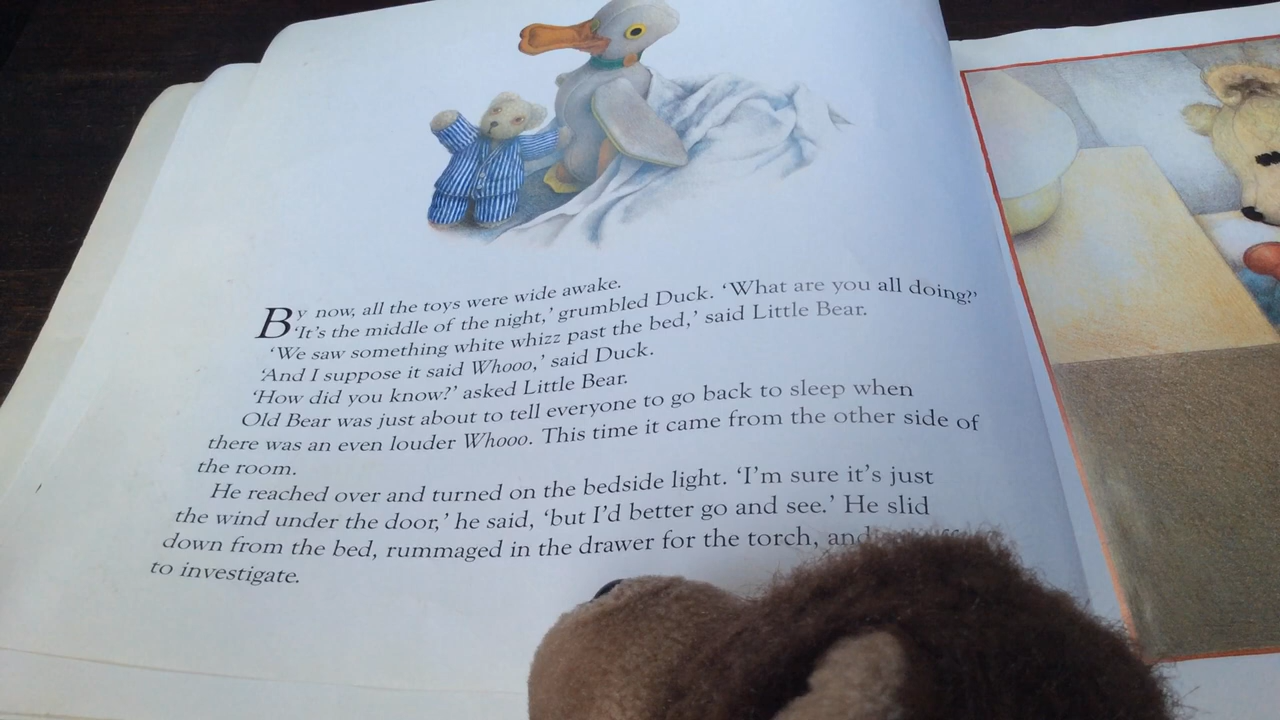 By now, all the toys were wide awake.
‘It’s the middle of the night,’ grumbled Duck. ‘What are you all doing?’
‘We saw something white whizz past the bed,’ said Little Bear.
‘And I suppose it said Whooo,’ said Duck.
‘How did you know?’ asked Little Bear.
Old Bear was just about to tell everyone to go back to sleep when
there was an even louder Whooo. This time it came from the other side of
the room.
He reached over and turned on the bedside light. ‘I’m sure it’s just
the wind under the door,’ he said, ‘but I’d better go and see.’ He slid
down from the bed, rummaged in the drawer for the torch, and
to investigate.